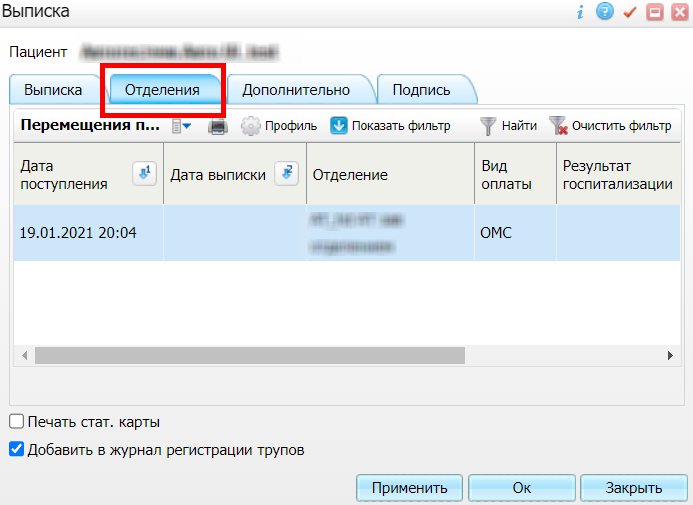 Выписка
Пациент
Выписка Отделения Дополнительно Подпись
Перемещения п... Профиль Показать фильтр Найти Очистить фильтр
Дата поступления 1 Дата выписки 2 Отделение Вид оплаты Результат госпитализации
19.01.2021 20:04 ОМС
Печать стат. карты
Добавить в журнал регистрации трупов
Применить Ок Закрыть